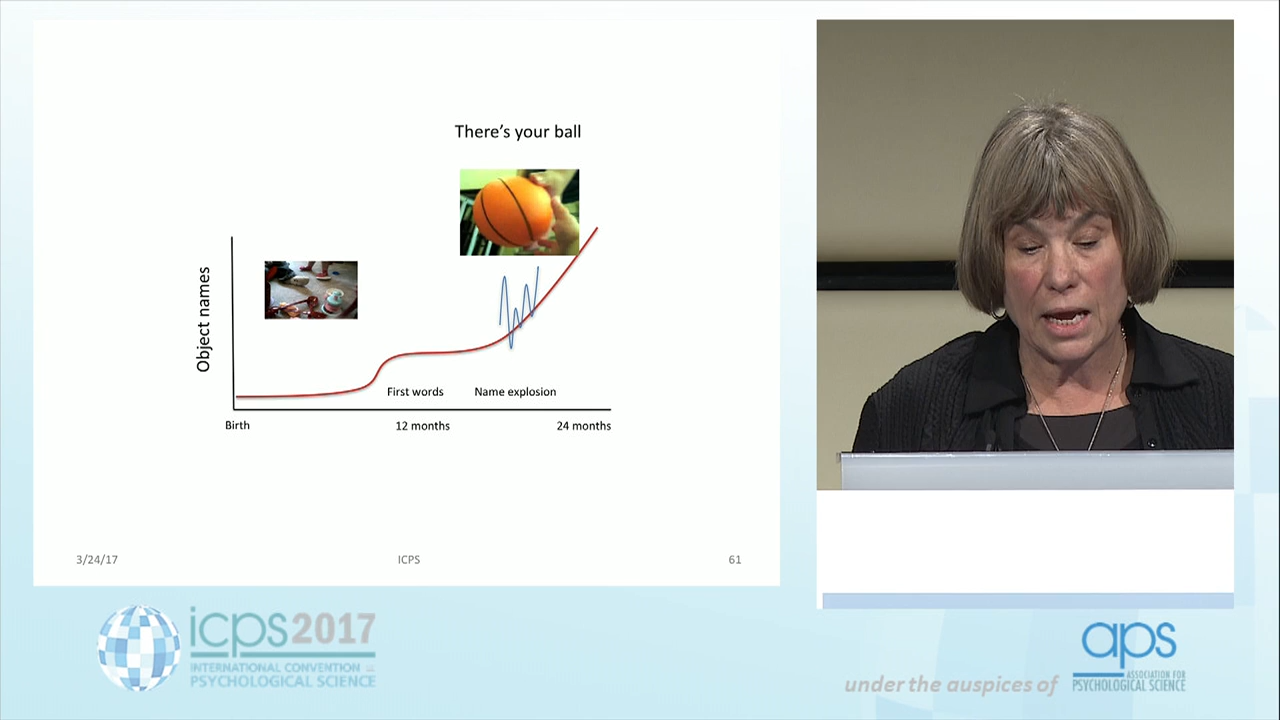 There's your ball
Object names
First words
Name explosion
Birth
12 months
24 months
3/24/17
ICPS
61
icps2017
INTERNATIONAL CONVENTION
PSYCHOLOGICAL SCIENCE
under the auspices of
aps
ASSOCIATION FOR
PSYCHOLOGICAL SCIENCE